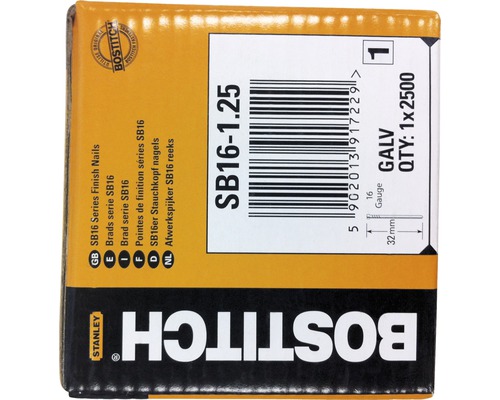 BOSTITCH
GB SB16 Series Finish Nails
E Brads serie SB16
I Brad serie SB16
F Pointes de finition séries SB16
D SB16er Stauchkopf nagels
NL Afwerkspijker SB16 reeks
SB16-1.25
5 902013 917229 >
1
GALV
QTY: 1x2500
16
Gauge
32mm
STANLEY
BOSTITCH®